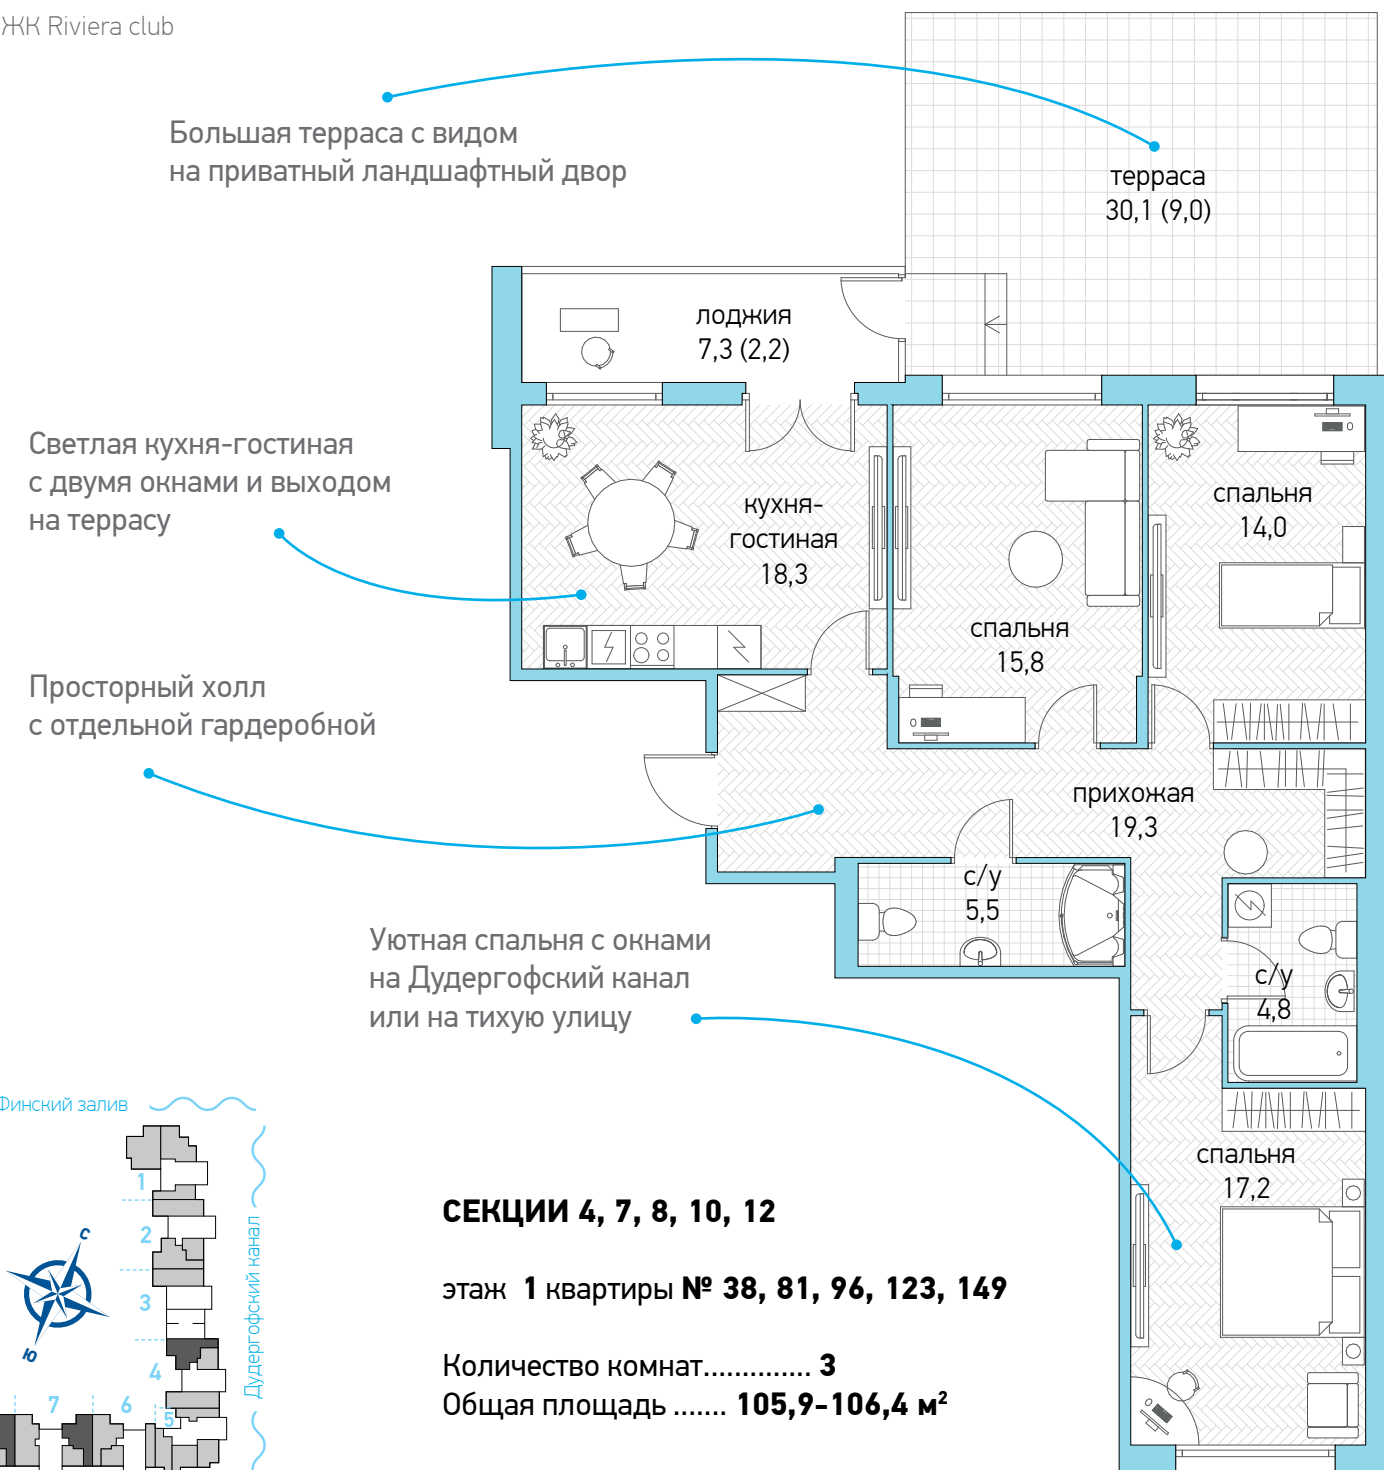 ЖК Riviera club
Большая терраса с видом
на приватный ландшафтный двор
терраса
30,1 (9,0)
лоджия
7,3 (2,2)
Светлая кухня-гостиная
с двумя окнами и выходом
на террасу
кухня-
гостиная
18,3
спальня
15,8
спальня
14,0
Просторный холл
с отдельной гардеробной
прихожая
19,3
с/у
5,5
с/у
4,8
Уютная спальня с окнами
на Дудергофский канал
или на тихую улицу
спальня
17,2
Финский залив
Дудергофский канал
1
2
3
4
5
6
7
С
Ю
СЕКЦИИ 4, 7, 8, 10, 12
этаж 1 квартиры № 38, 81, 96, 123, 149
Количество комнат.............. 3
Общая площадь ....... 105,9-106,4 м²